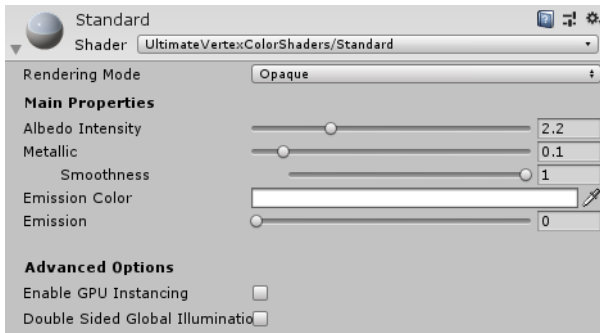 Standard
Shader UltimateVertexColorShaders/Standard
Rendering Mode Opaque
Main Properties
Albedo Intensity 2.2
Metallic 0.1
Smoothness 1
Emission Color
Emission 0
Advanced Options
Enable GPU Instancing
Double Sided Global Illuminatio